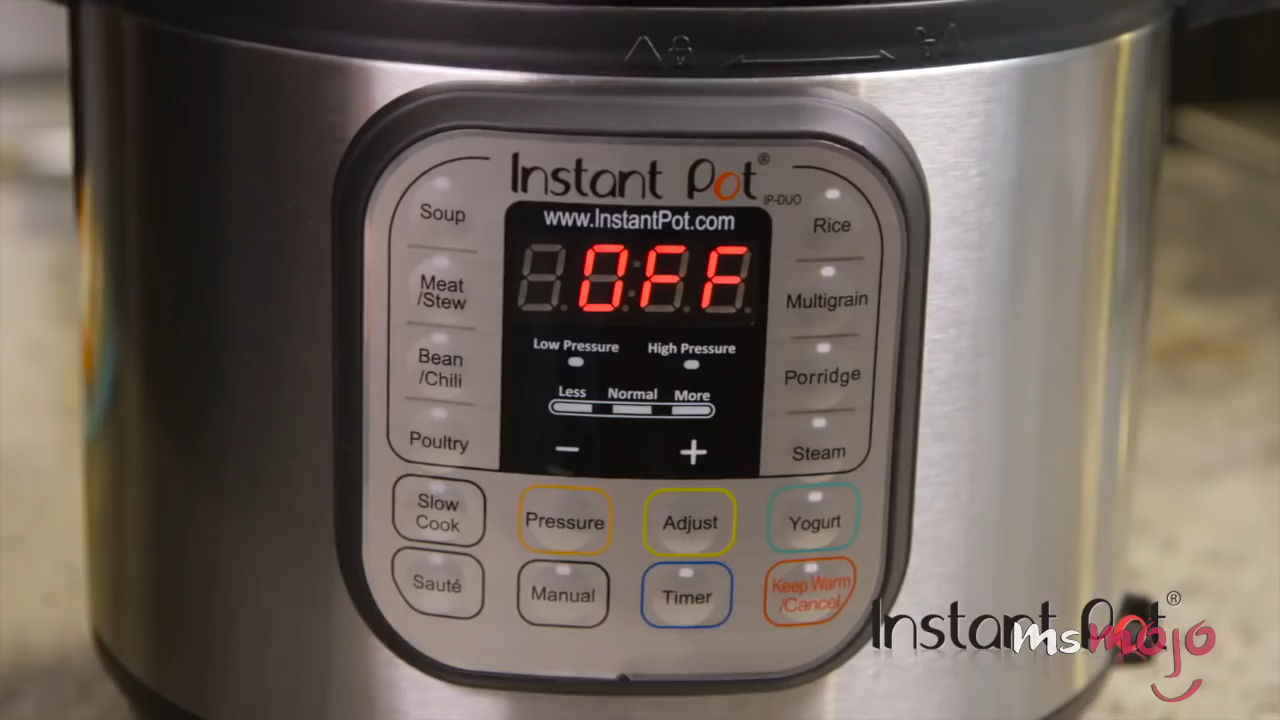 Instant Pot®
IP-DUO
www.InstantPot.com
OFF
Low Pressure High Pressure
Less Normal More
− +
Soup
Meat
/Stew
Bean
/Chili
Poultry
Rice
Multigrain
Porridge
Steam
Slow
Cook
Pressure
Adjust
Yogurt
Sauté
Manual
Timer
Keep Warm
/Cancel
Instant Pot®
msmojo